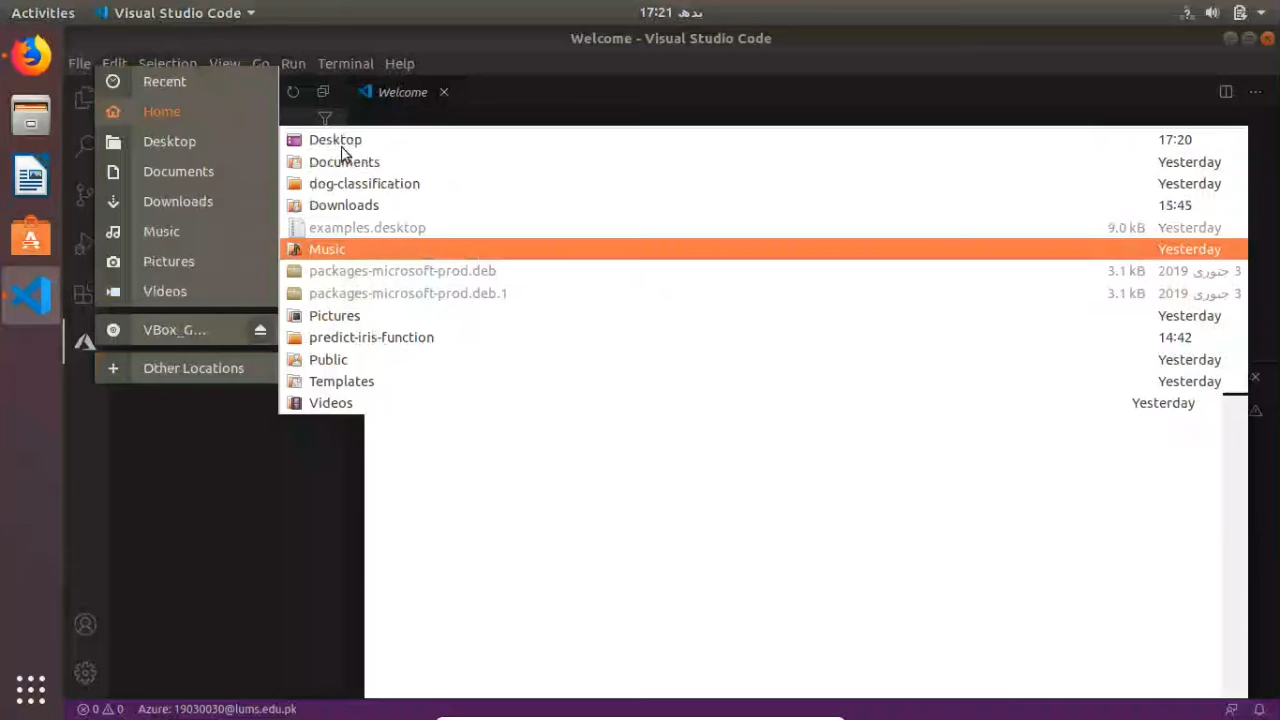 Activities Visual Studio Code بدھ 17:21
Welcome - Visual Studio Code
File Edit Selection View Go Run Terminal Help
Recent
Welcome
Home
Desktop
Documents
Downloads
Music
Pictures
Videos
VBox_G...
Other Locations
Desktop 17:20
Documents Yesterday
dog-classification Yesterday
Downloads 15:45
examples.desktop 9.0 kB Yesterday
Music Yesterday
packages-microsoft-prod.deb 3.1 kB 3 جنوری 2019
packages-microsoft-prod.deb.1 3.1 kB 3 جنوری 2019
Pictures Yesterday
predict-iris-function 14:42
Public Yesterday
Templates Yesterday
Videos Yesterday
0 0 Azure: 19030030@lums.edu.pk